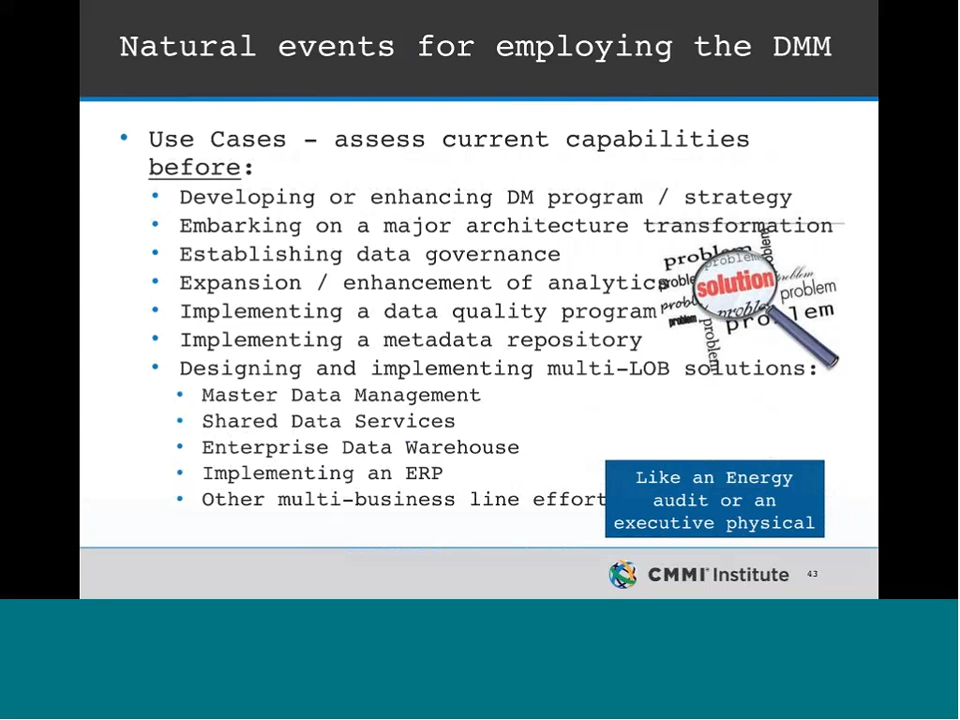 Natural events for employing the DMM
• Use Cases – assess current capabilities
before:
• Developing or enhancing DM program / strategy
• Embarking on a major architecture transformation
• Establishing data governance
• Expansion / enhancement of analytics
• Implementing a data quality program
• Implementing a metadata repository
• Designing and implementing multi-LOB solutions:
• Master Data Management
• Shared Data Services
• Enterprise Data Warehouse
• Implementing an ERP
• Other multi-business line effort
problem
problem
problem
solution
problem
problem
problem
problem
problem
problem
Like an Energy
audit or an
executive physical
CMMI Institute
43